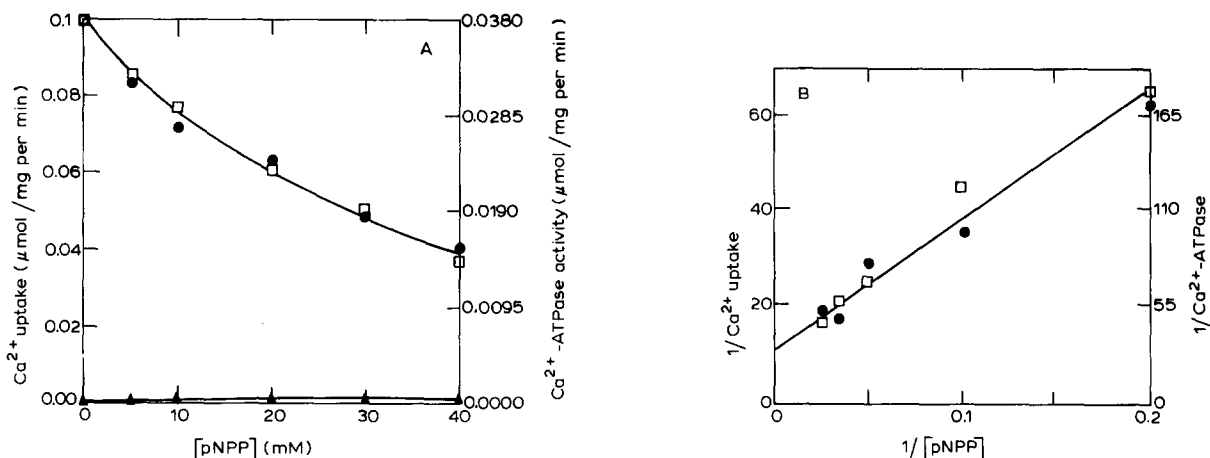 A
0.1
0.08
0.06
0.04
0.02
0.00
Ca2+ uptake (μmol/mg per min)
0.0380
0.0285
0.0190
0.0095
0.0000
Ca2+-ATPase activity (μmol/mg per min)
0 10 20 30 40
[pNPP] (mM)
B
60
40
20
0
1/Ca2+ uptake
165
110
55
0
1/Ca2+-ATPase
0 0.1 0.2
1/[pNPP]